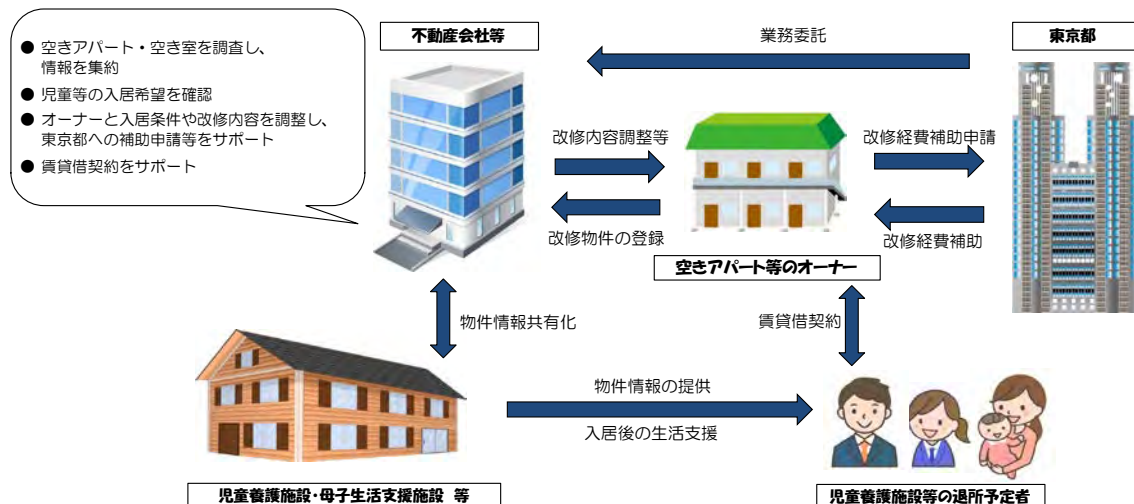 不動産会社等
業務委託
東京都
● 空きアパート・空き室を調査し、
情報を集約
● 児童等の入居希望を確認
● オーナーと入居条件や改修内容を調整し、
東京都への補助申請等をサポート
● 賃貸借契約をサポート
改修内容調整等
改修経費補助申請
改修物件の登録
改修経費補助
空きアパート等のオーナー
物件情報共有化
賃貸借契約
物件情報の提供
入居後の生活支援
児童養護施設・母子生活支援施設 等
児童養護施設等の退所予定者